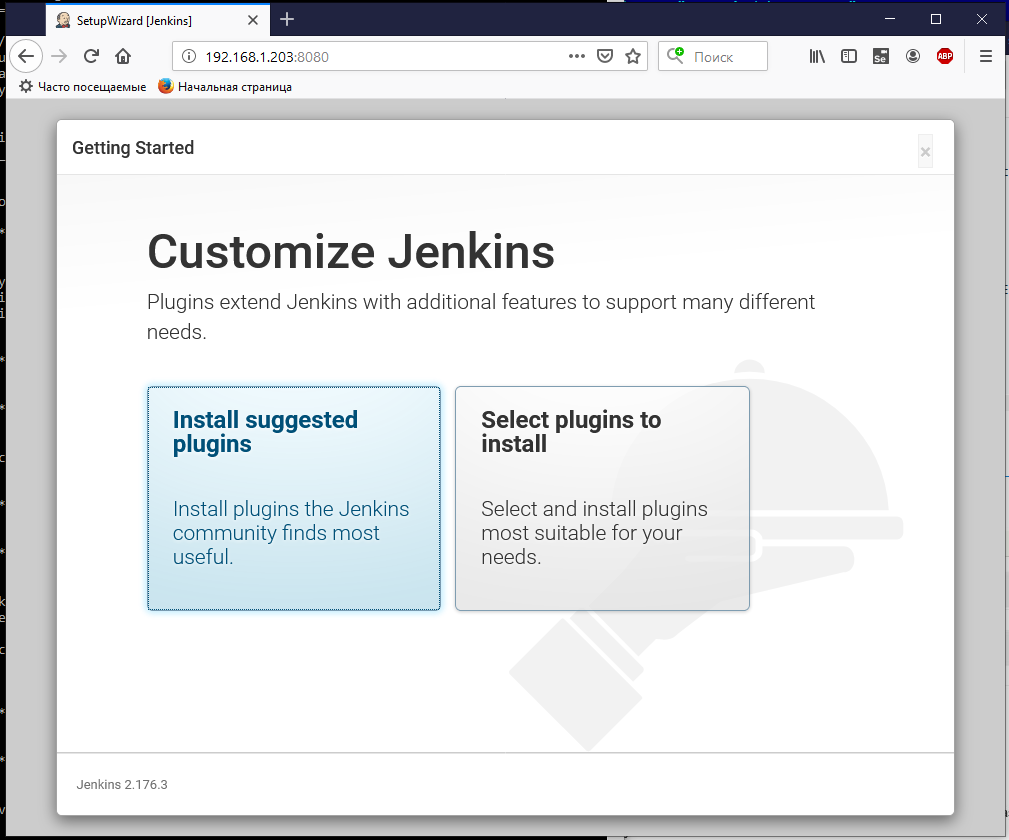 SetupWizard [Jenkins]
192.168.1.203:8080
Поиск
Se
ABP
Часто посещаемые
Начальная страница
Getting Started
×
Customize Jenkins
Plugins extend Jenkins with additional features to support many different
needs.
Install suggested
plugins
Install plugins the Jenkins
community finds most
useful.
Select plugins to
install
Select and install plugins
most suitable for your
needs.
Jenkins 2.176.3